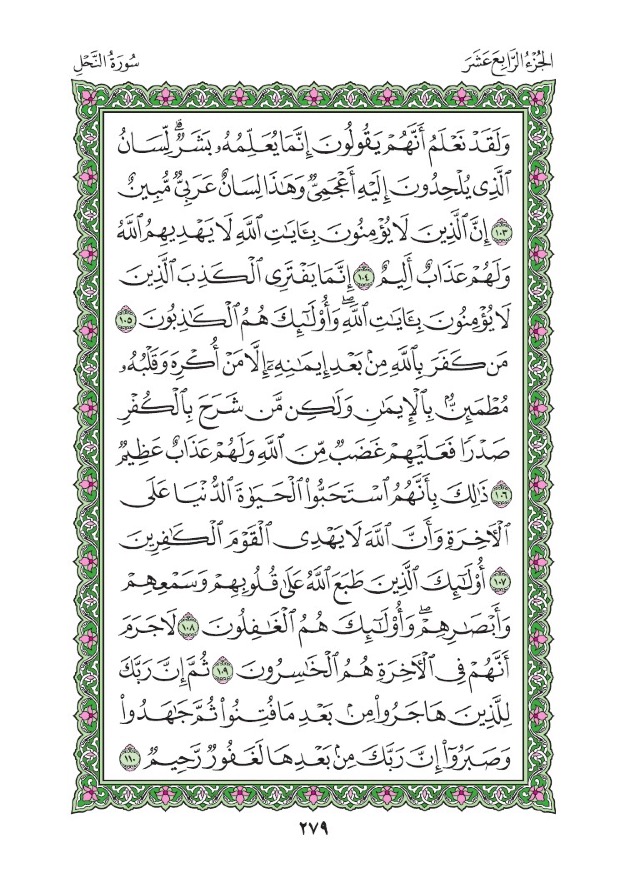 الجُزْءُ الرَّابِعَ عَشَرَ
سُورَةُ النَّحْلِ
وَلَقَدْ نَعْلَمُ أَنَّهُمْ يَقُولُونَ إِنَّمَا يُعَلِّمُهُۥ بَشَرٌۗ لِّسَانُ
ٱلَّذِى يُلْحِدُونَ إِلَيْهِ أَعْجَمِىٌّ وَهَٰذَا لِسَانٌ عَرَبِىٌّ مُّبِينٌ
١٠٣ إِنَّ ٱلَّذِينَ لَا يُؤْمِنُونَ بِـَٔايَٰتِ ٱللَّهِ لَا يَهْدِيهِمُ ٱللَّهُ
وَلَهُمْ عَذَابٌ أَلِيمٌ ١٠٤ إِنَّمَا يَفْتَرِى ٱلْكَذِبَ ٱلَّذِينَ
لَا يُؤْمِنُونَ بِـَٔايَٰتِ ٱللَّهِۖ وَأُو۟لَٰٓئِكَ هُمُ ٱلْكَٰذِبُونَ ١٠٥
مَن كَفَرَ بِٱللَّهِ مِنۢ بَعْدِ إِيمَٰنِهِۦٓ إِلَّا مَنْ أُكْرِهَ وَقَلْبُهُۥ
مُطْمَئِنٌّۢ بِٱلْإِيمَٰنِ وَلَٰكِن مَّن شَرَحَ بِٱلْكُفْرِ
صَدْرًا فَعَلَيْهِمْ غَضَبٌ مِّنَ ٱللَّهِ وَلَهُمْ عَذَابٌ عَظِيمٌ
١٠٦ ذَٰلِكَ بِأَنَّهُمُ ٱسْتَحَبُّوا۟ ٱلْحَيَوٰةَ ٱلدُّنْيَا عَلَى
ٱلْأٓخِرَةِ وَأَنَّ ٱللَّهَ لَا يَهْدِى ٱلْقَوْمَ ٱلْكَٰفِرِينَ
١٠٧ أُو۟لَٰٓئِكَ ٱلَّذِينَ طَبَعَ ٱللَّهُ عَلَىٰ قُلُوبِهِمْ وَسَمْعِهِمْ
وَأَبْصَٰرِهِمْۖ وَأُو۟لَٰٓئِكَ هُمُ ٱلْغَٰفِلُونَ ١٠٨ لَا جَرَمَ
أَنَّهُمْ فِى ٱلْأٓخِرَةِ هُمُ ٱلْخَٰسِرُونَ ١٠٩ ثُمَّ إِنَّ رَبَّكَ
لِلَّذِينَ هَاجَرُوا۟ مِنۢ بَعْدِ مَا فُتِنُوا۟ ثُمَّ جَٰهَدُوا۟
وَصَبَرُوٓا۟ إِنَّ رَبَّكَ مِنۢ بَعْدِهَا لَغَفُورٌ رَّحِيمٌ ١١٠
٢٧٩